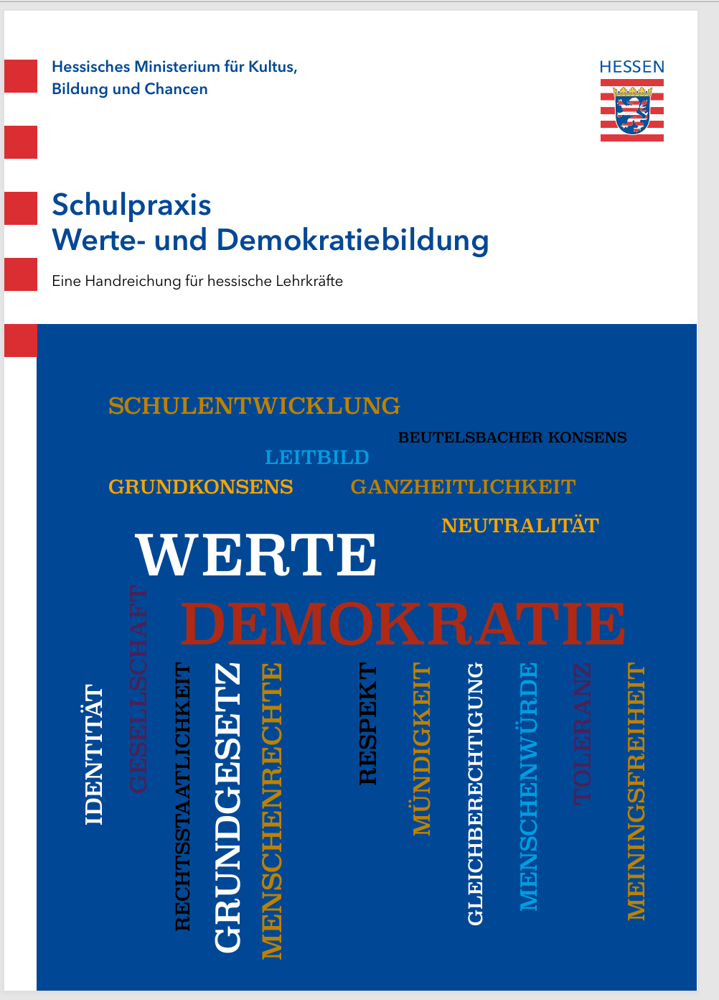 Hessisches Ministerium für Kultus,
Bildung und Chancen
HESSEN
Schulpraxis
Werte- und Demokratiebildung
Eine Handreichung für hessische Lehrkräfte
SCHULENTWICKLUNG
BEUTELSBACHER KONSENS
LEITBILD
GRUNDKONSENS
GANZHEITLICHKEIT
NEUTRALITÄT
WERTE
DEMOKRATIE
IDENTITÄT
GESELLSCHAFT
RECHTSSTAATLICHKEIT
GRUNDGESETZ
MENSCHENRECHTE
RESPEKT
MÜNDIGKEIT
GLEICHBERECHTIGUNG
MENSCHENWÜRDE
TOLERANZ
MEININGSFREIHEIT